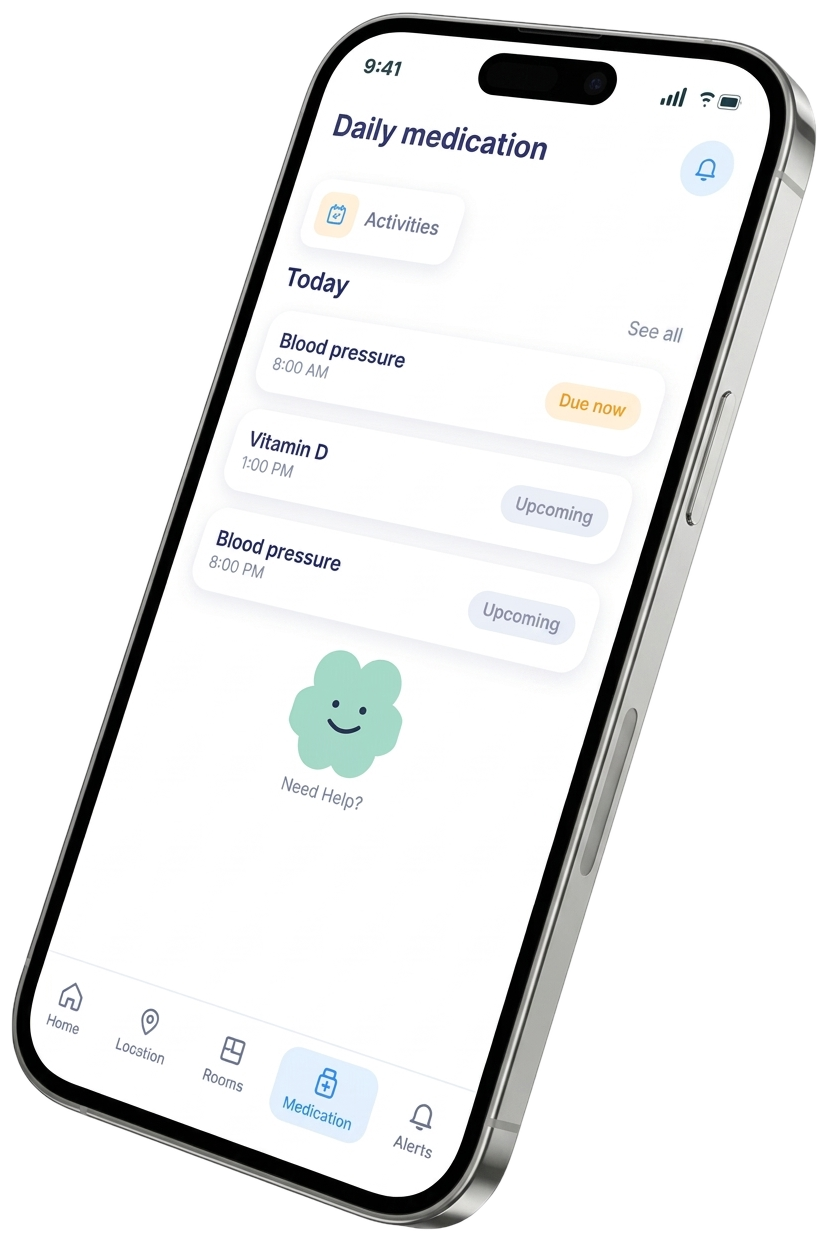 9:41
Daily medication
Activities
Today
See all
Blood pressure
8:00 AM
Due now
Vitamin D
1:00 PM
Upcoming
Blood pressure
8:00 PM
Upcoming
Need Help?
Home
Location
Rooms
Medication
Alerts